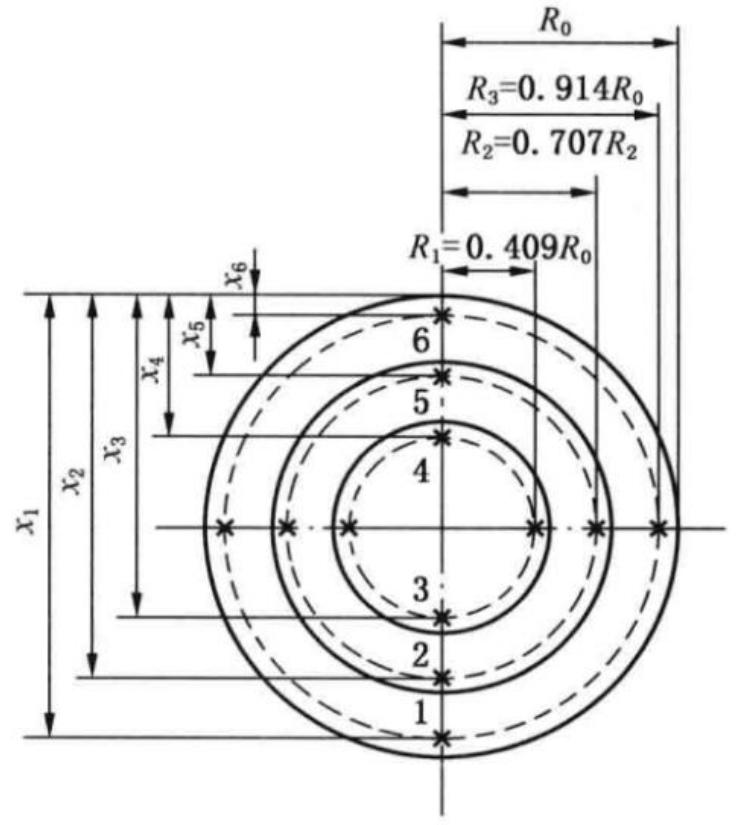 R₀
R₃=0.914R₀
R₂=0.707R₂
R₁=0.409R₀
x₆
x₅
x₄
x₃
x₂
x₁
6
5
4
3
2
1